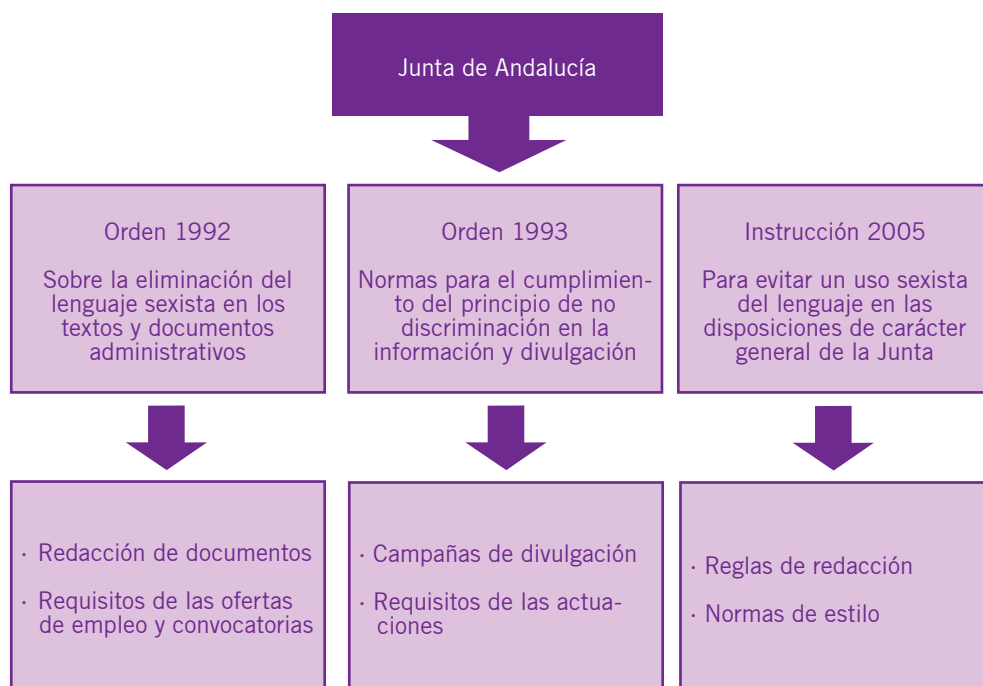 Junta de Andalucía
Orden 1992
Sobre la eliminación del
lenguaje sexista en los
textos y documentos
administrativos
Orden 1993
Normas para el cumplimien-
to del principio de no
discriminación en la
información y divulgación
Instrucción 2005
Para evitar un uso sexista
del lenguaje en las
disposiciones de carácter
general de la Junta
· Redacción de documentos
· Requisitos de las ofertas
de empleo y convocatorias
· Campañas de divulgación
· Requisitos de las actua-
ciones
· Reglas de redacción
· Normas de estilo